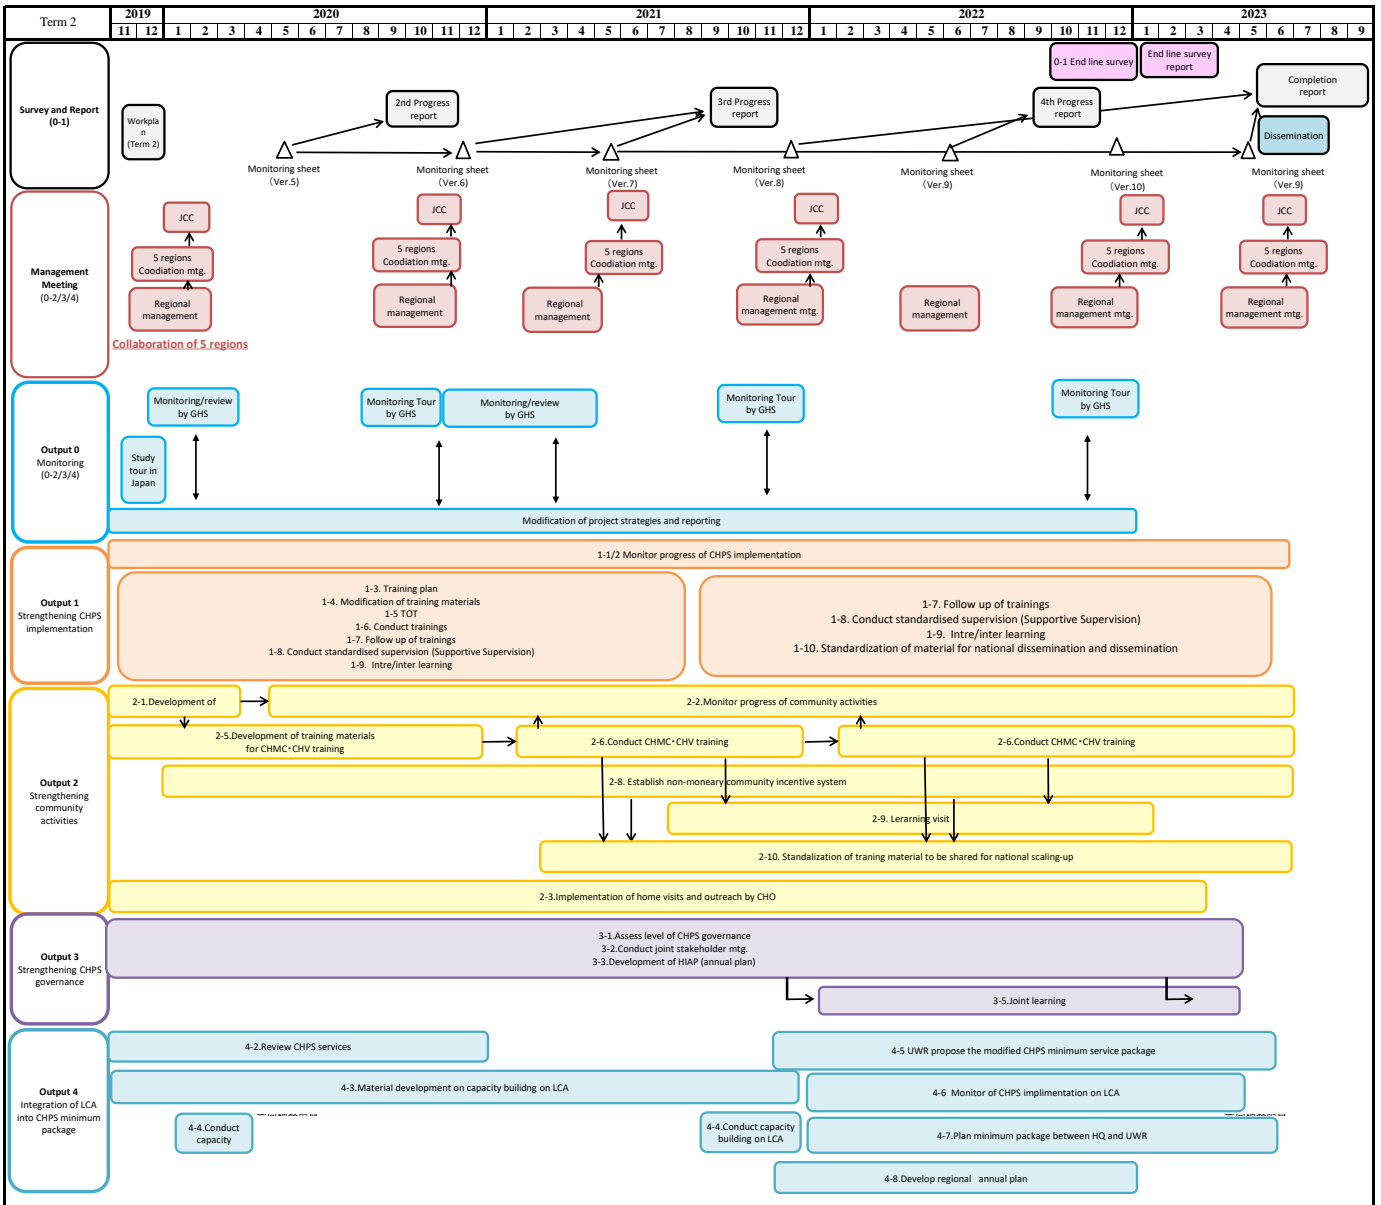 Term 2
2019
2020
2021
2022
2023
11 12 1 2 3 4 5 6 7 8 9 10 11 12 1 2 3 4 5 6 7 8 9 10 11 12 1 2 3 4 5 6 7 8 9 10 11 12 1 2 3 4 5 6 7 8 9
Survey and Report
(0-1)
Workpla
n
(Term 2)
2nd Progress
report
3rd Progress
report
4th Progress
report
0-1 End line survey
End line survey
report
Completion
report
Dissemination
Monitoring sheet
(Ver.5)
Monitoring sheet
(Ver.6)
Monitoring sheet
(Ver.7)
Monitoring sheet
(Ver.8)
Monitoring sheet
(Ver.9)
Monitoring sheet
(Ver.10)
Monitoring sheet
(Ver.9)
Management
Meeting
(0-2/3/4)
JCC
5 regions
Coodiation mtg.
Regional
management
Collaboration of 5 regions
JCC
5 regions
Coodiation mtg.
Regional
management
JCC
5 regions
Coodiation mtg.
Regional
management
JCC
5 regions
Coodiation mtg.
Regional
management mtg.
Regional
management
JCC
5 regions
Coodiation mtg.
Regional
management mtg.
JCC
5 regions
Coodiation mtg.
Regional
management mtg.
Output 0
Monitoring
(0-2/3/4)
Monitoring/review
by GHS
Study
tour in
Japan
Monitoring Tour
by GHS
Monitoring/review
by GHS
Monitoring Tour
by GHS
Monitoring Tour
by GHS
Modification of project strategies and reporting
Output 1
Strengthening CHPS
implementation
1-1/2 Monitor progress of CHPS implementation
1-3. Training plan
1-4. Modification of training materials
1-5 TOT
1-6. Conduct trainings
1-7. Follow up of trainings
1-8. Conduct standardised supervision (Supportive Supervision)
1-9. Intre/inter learning
1-7. Follow up of trainings
1-8. Conduct standardised supervision (Supportive Supervision)
1-9. Intre/inter learning
1-10. Standardization of material for national dissemination and dissemination
Output 2
Strengthening
community
activities
2-1.Development of
2-2.Monitor progress of community activities
2-5.Development of training materials
for CHMC・CHV training
2-6.Conduct CHMC・CHV training
2-6.Conduct CHMC・CHV training
2-8. Establish non-moneary community incentive system
2-9. Lerarning visit
2-10. Standalization of traning material to be shared for national scaling-up
2-3.Implementation of home visits and outreach by CHO
Output 3
Strengthening CHPS
governance
3-1.Assess level of CHPS governance
3-2.Conduct joint stakeholder mtg.
3-3.Development of HIAP (annual plan)
3-5.Joint learning
Output 4
Integration of LCA
into CHPS minimum
package
4-2.Review CHPS services
4-5 UWR propose the modified CHPS minimum service package
4-3.Material development on capacity builidng on LCA
4-6 Monitor of CHPS implimentation on LCA
4-4.Conduct
capacity
4-4.Conduct capacity
building on LCA
4-7.Plan minimum package between HQ and UWR
4-8.Develop regional annual plan